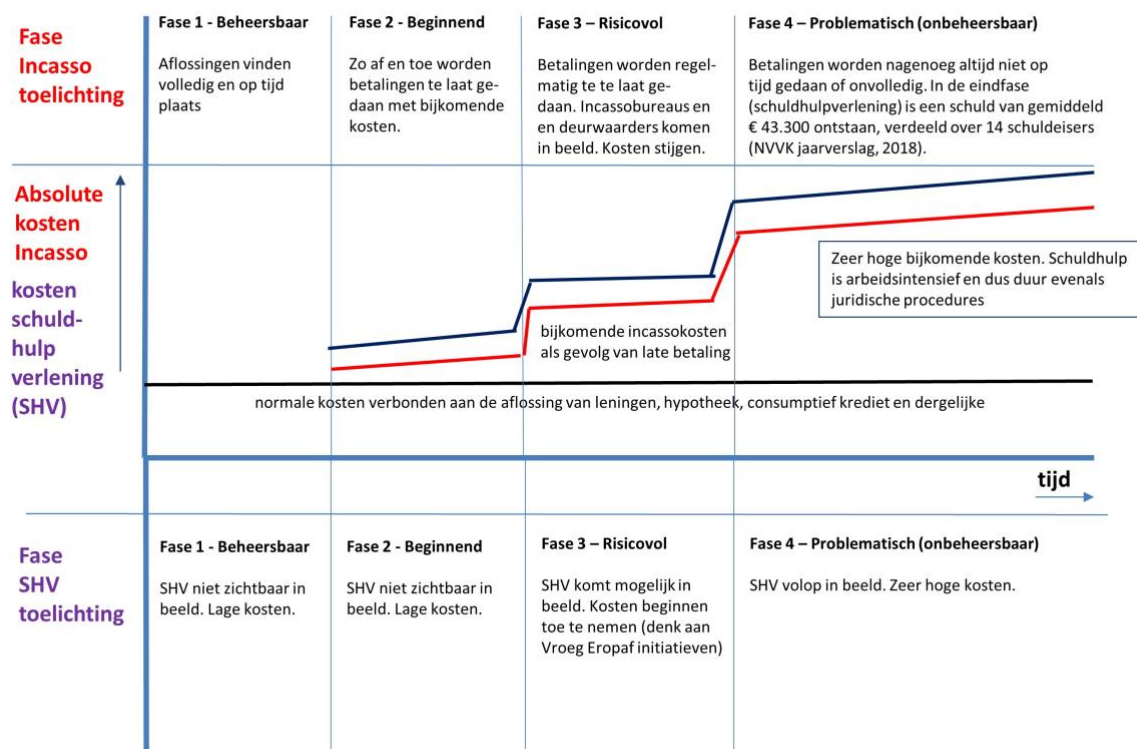 Fase
Incasso
toelichting
Fase 1 - Beheersbaar
Aflossingen vinden
volledig en op tijd
plaats
Fase 2 - Beginnend
Zo af en toe worden
betalingen te laat ge-
daan met bijkomende
kosten.
Fase 3 – Risicovol
Betalingen worden regel-
matig te te laat ge-
daan. Incassobureaus en
en deurwaarders komen
in beeld. Kosten stijgen.
Fase 4 – Problematisch (onbeheersbaar)
Betalingen worden nagenoeg altijd niet op
tijd gedaan of onvolledig. In de eindfase
(schuldhulpverlening) is een schuld van gemiddeld
€ 43.300 ontstaan, verdeeld over 14 schuldeisers
(NVVK jaarverslag, 2018).
Absolute
kosten
Incasso
kosten
schuld-
hulp
verlening
(SHV)
Zeer hoge bijkomende kosten. Schuldhulp
is arbeidsintensief en dus duur evenals
juridische procedures
bijkomende incassokosten
als gevolg van late betaling
normale kosten verbonden aan de aflossing van leningen, hypotheek, consumptief krediet en dergelijke
tijd
Fase
SHV
toelichting
Fase 1 - Beheersbaar
SHV niet zichtbaar in
beeld. Lage kosten.
Fase 2 - Beginnend
SHV niet zichtbaar in
beeld. Lage kosten.
Fase 3 – Risicovol
SHV komt mogelijk in
beeld. Kosten beginnen
toe te nemen (denk aan
Vroeg Eropaf initiatieven)
Fase 4 – Problematisch (onbeheersbaar)
SHV volop in beeld. Zeer hoge kosten.